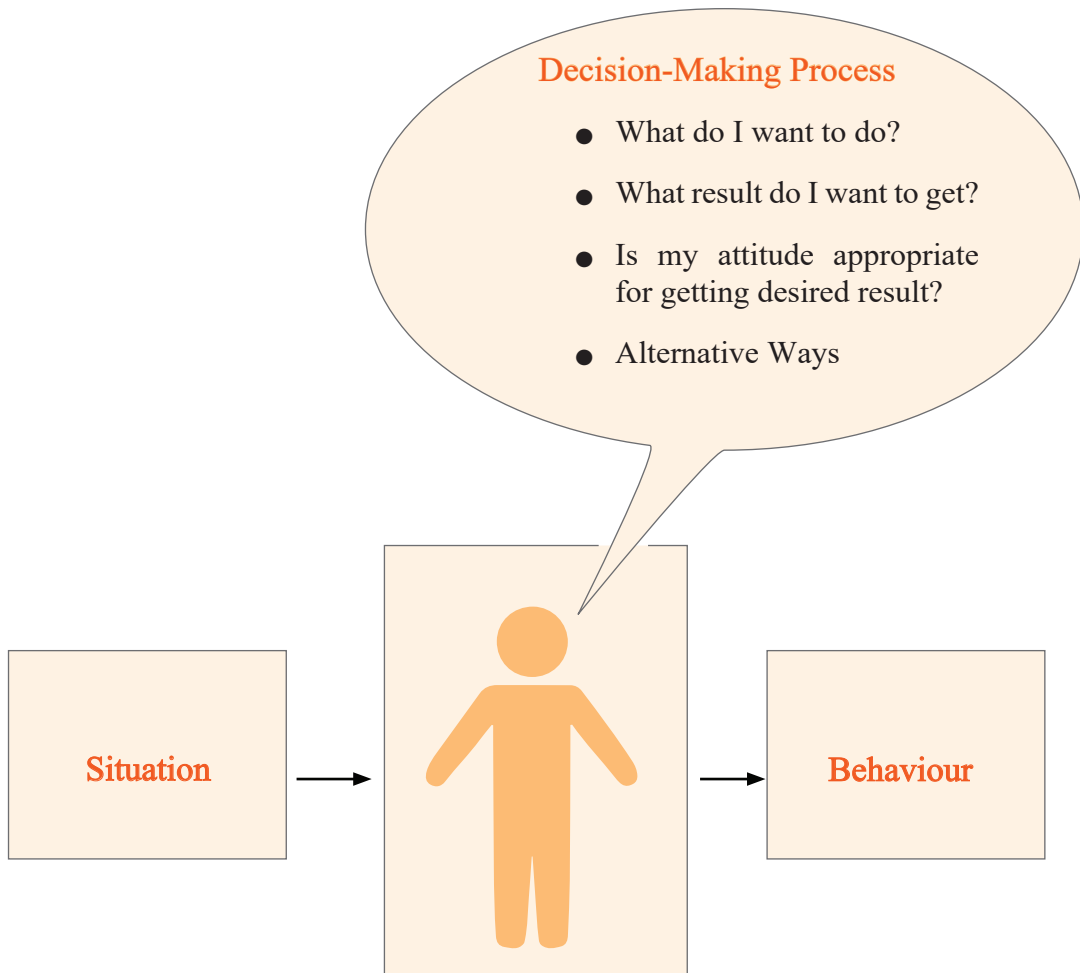 Decision-Making Process
● What do I want to do?
● What result do I want to get?
● Is my attitude appropriate
for getting desired result?
● Alternative Ways
Situation
Behaviour